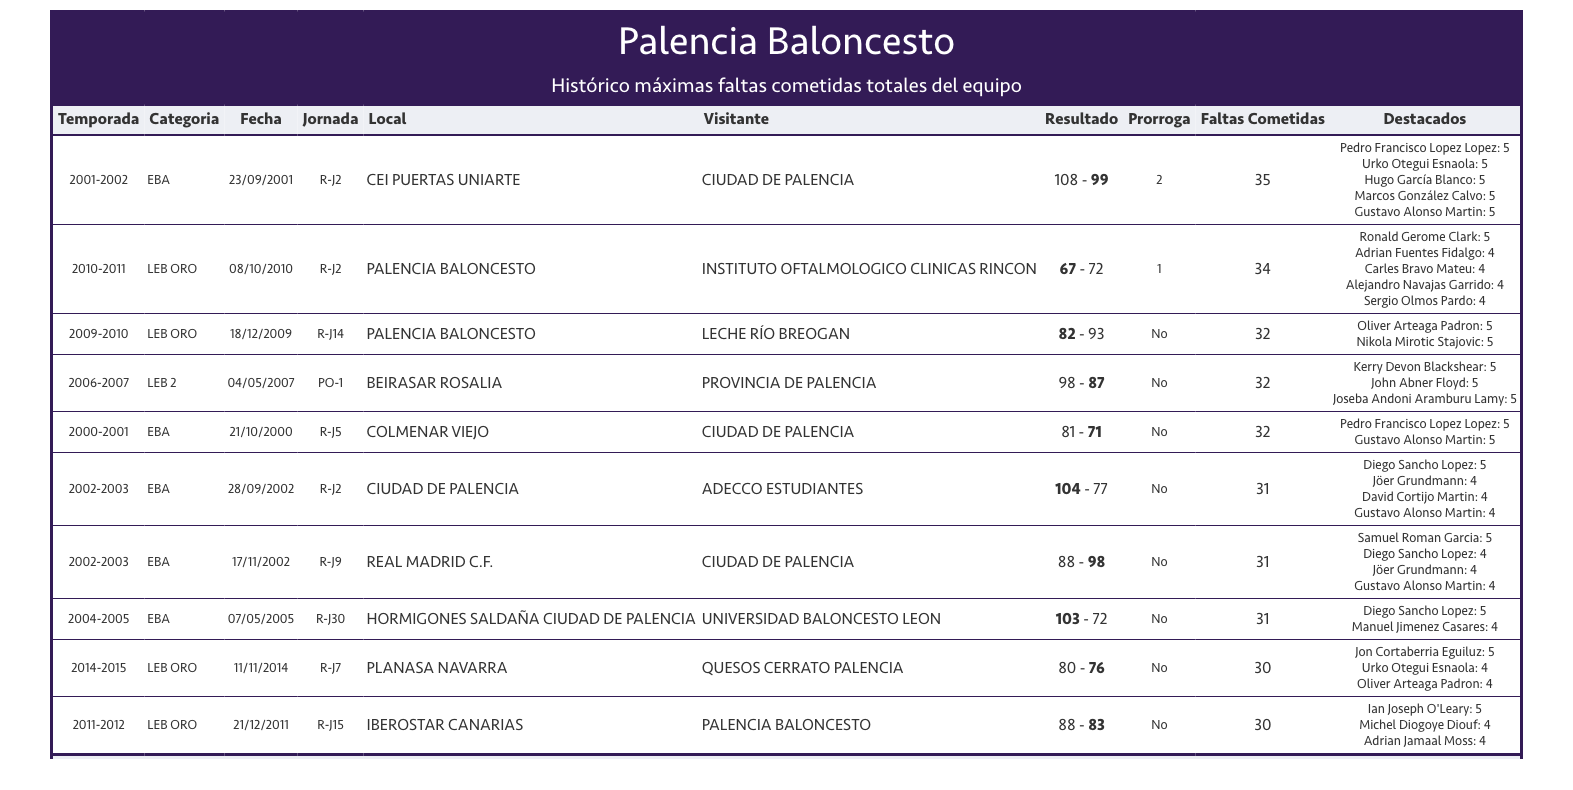 Palencia Baloncesto
Histórico máximas faltas cometidas totales del equipo
Temporada Categoria Fecha Jornada Local Visitante Resultado Prorroga Faltas Cometidas Destacados
2001-2002 EBA 23/09/2001 R-J2 CEI PUERTAS UNIARTE CIUDAD DE PALENCIA 108 - 99 2 35 Pedro Francisco Lopez Lopez: 5
Urko Otegui Esnaola: 5
Hugo García Blanco: 5
Marcos González Calvo: 5
Gustavo Alonso Martin: 5
2010-2011 LEB ORO 08/10/2010 R-J2 PALENCIA BALONCESTO INSTITUTO OFTALMOLOGICO CLINICAS RINCON 67 - 72 1 34 Ronald Gerome Clark: 5
Adrian Fuentes Fidalgo: 4
Carles Bravo Mateu: 4
Alejandro Navajas Garrido: 4
Sergio Olmos Pardo: 4
2009-2010 LEB ORO 18/12/2009 R-J14 PALENCIA BALONCESTO LECHE RÍO BREOGAN 82 - 93 No 32 Oliver Arteaga Padron: 5
Nikola Mirotic Stajovic: 5
2006-2007 LEB 2 04/05/2007 PO-1 BEIRASAR ROSALIA PROVINCIA DE PALENCIA 98 - 87 No 32 Kerry Devon Blackshear: 5
John Abner Floyd: 5
Joseba Andoni Aramburu Lamy: 5
2000-2001 EBA 21/10/2000 R-J5 COLMENAR VIEJO CIUDAD DE PALENCIA 81 - 71 No 32 Pedro Francisco Lopez Lopez: 5
Gustavo Alonso Martin: 5
2002-2003 EBA 28/09/2002 R-J2 CIUDAD DE PALENCIA ADECCO ESTUDIANTES 104 - 77 No 31 Diego Sancho Lopez: 5
Jöer Grundmann: 4
David Cortijo Martin: 4
Gustavo Alonso Martin: 4
2002-2003 EBA 17/11/2002 R-J9 REAL MADRID C.F. CIUDAD DE PALENCIA 88 - 98 No 31 Samuel Roman Garcia: 5
Diego Sancho Lopez: 4
Jöer Grundmann: 4
Gustavo Alonso Martin: 4
2004-2005 EBA 07/05/2005 R-J30 HORMIGONES SALDAÑA CIUDAD DE PALENCIA UNIVERSIDAD BALONCESTO LEON 103 - 72 No 31 Diego Sancho Lopez: 5
Manuel Jimenez Casares: 4
2014-2015 LEB ORO 11/11/2014 R-J7 PLANASA NAVARRA QUESOS CERRATO PALENCIA 80 - 76 No 30 Jon Cortaberria Eguiluz: 5
Urko Otegui Esnaola: 4
Oliver Arteaga Padron: 4
2011-2012 LEB ORO 21/12/2011 R-J15 IBEROSTAR CANARIAS PALENCIA BALONCESTO 88 - 83 No 30 Ian Joseph O'Leary: 5
Michel Diogoye Diouf: 4
Adrian Jamaal Moss: 4